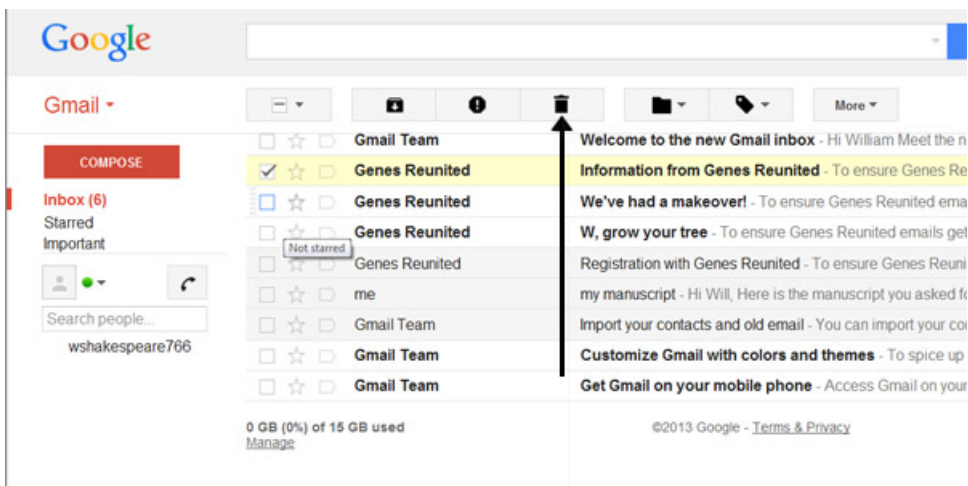 Google
Gmail
More
Gmail Team Welcome to the new Gmail inbox - Hi William Meet the n
COMPOSE
Genes Reunited Information from Genes Reunited - To ensure Genes Re
Inbox (6)
Genes Reunited We've had a makeover! - To ensure Genes Reunited ema
Starred
Genes Reunited W, grow your tree - To ensure Genes Reunited emails get
Important
Not starred
Genes Reunited Registration with Genes Reunited - To ensure Genes Reuni
me my manuscript - Hi Will, Here is the manuscript you asked fo
Search people...
Gmail Team Import your contacts and old email - You can import your co
wshakespeare766
Gmail Team Customize Gmail with colors and themes - To spice up
Gmail Team Get Gmail on your mobile phone - Access Gmail on your
0 GB (0%) of 15 GB used ©2013 Google - Terms & Privacy
Manage